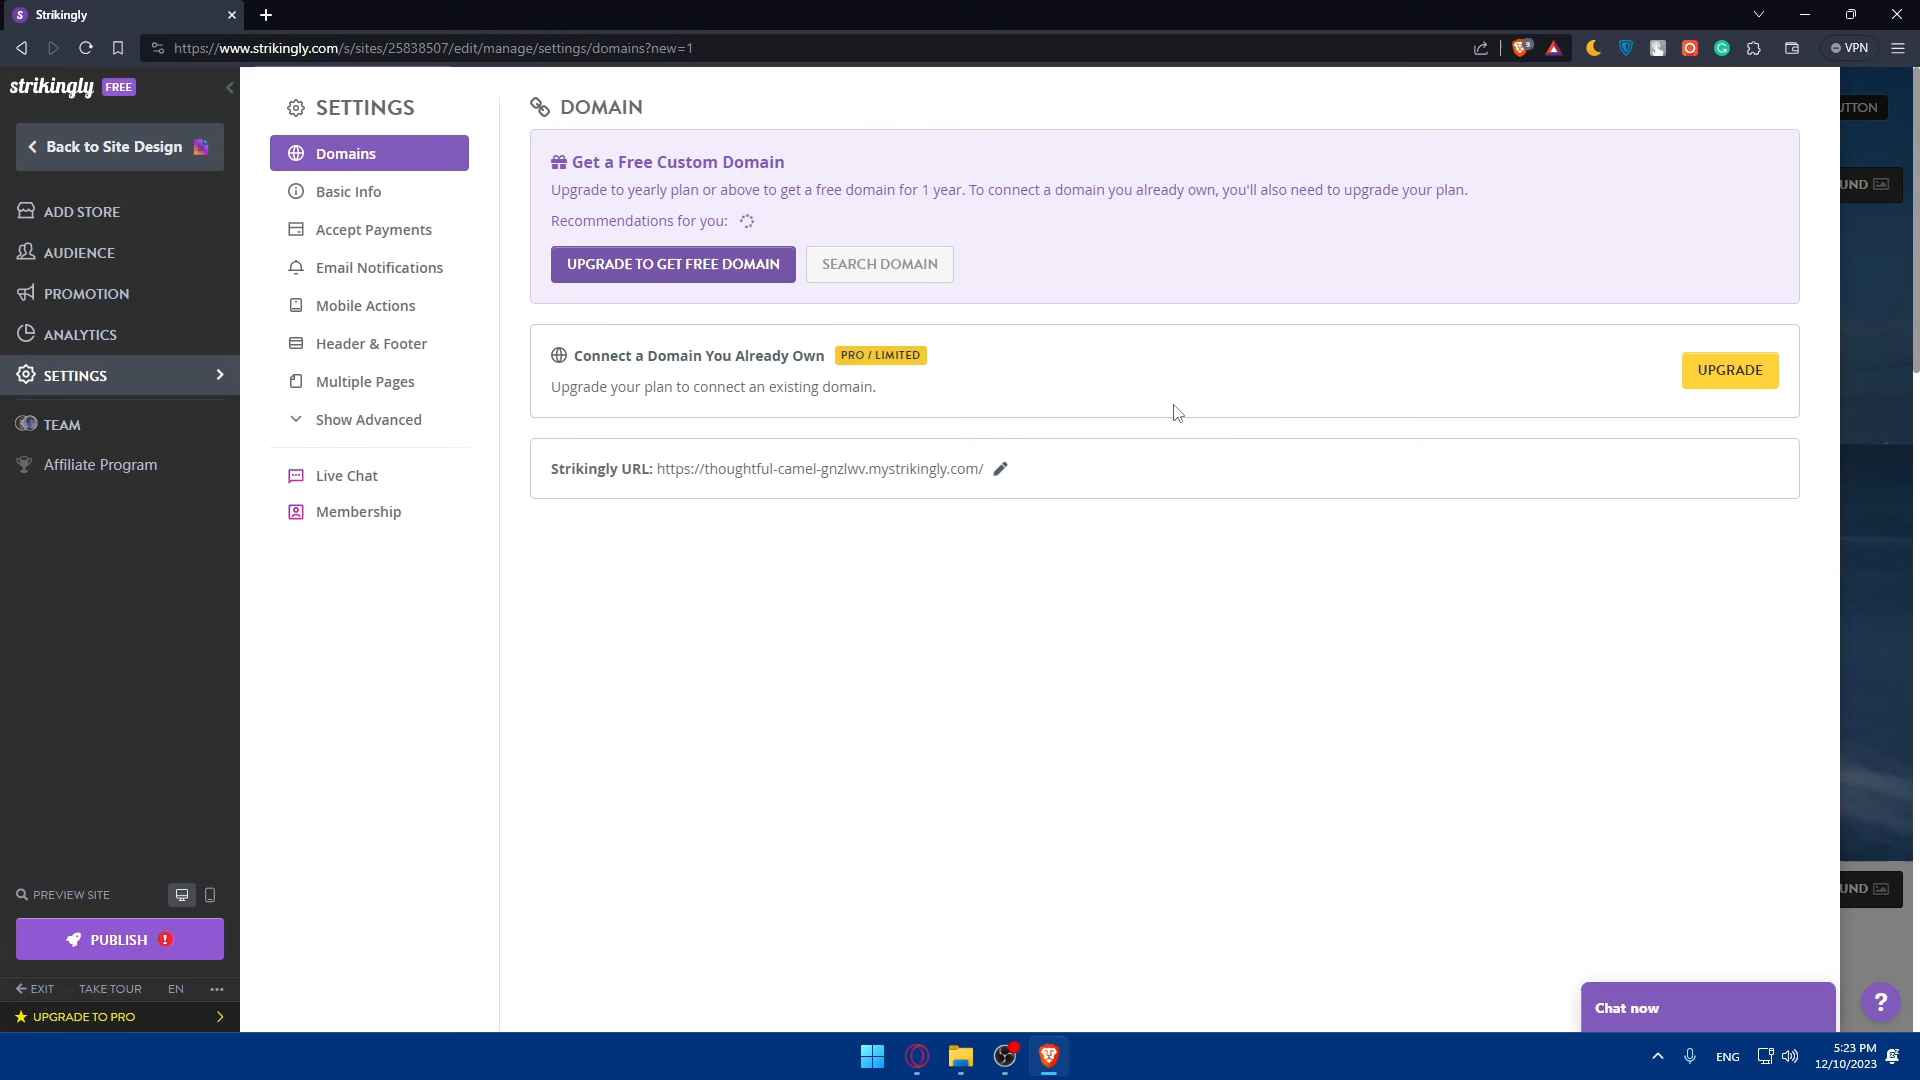 Strikingly
https://www.strikingly.com/s/sites/25838507/edit/manage/settings/domains?new=1
9
VPN
strikingly FREE
Back to Site Design
ADD STORE
AUDIENCE
PROMOTION
ANALYTICS
SETTINGS
TEAM
Affiliate Program
PREVIEW SITE
PUBLISH !
EXIT TAKE TOUR EN ...
UPGRADE TO PRO
SETTINGS
Domains
Basic Info
Accept Payments
Email Notifications
Mobile Actions
Header & Footer
Multiple Pages
Show Advanced
Live Chat
Membership
DOMAIN
Get a Free Custom Domain
Upgrade to yearly plan or above to get a free domain for 1 year. To connect a domain you already own, you'll also need to upgrade your plan.
Recommendations for you:
UPGRADE TO GET FREE DOMAIN SEARCH DOMAIN
Connect a Domain You Already Own PRO / LIMITED
Upgrade your plan to connect an existing domain.
UPGRADE
Strikingly URL: https://thoughtful-camel-gnzlwv.mystrikingly.com/
UTTON
UND
UND
Chat now
?
ENG
5:23 PM
12/10/2023